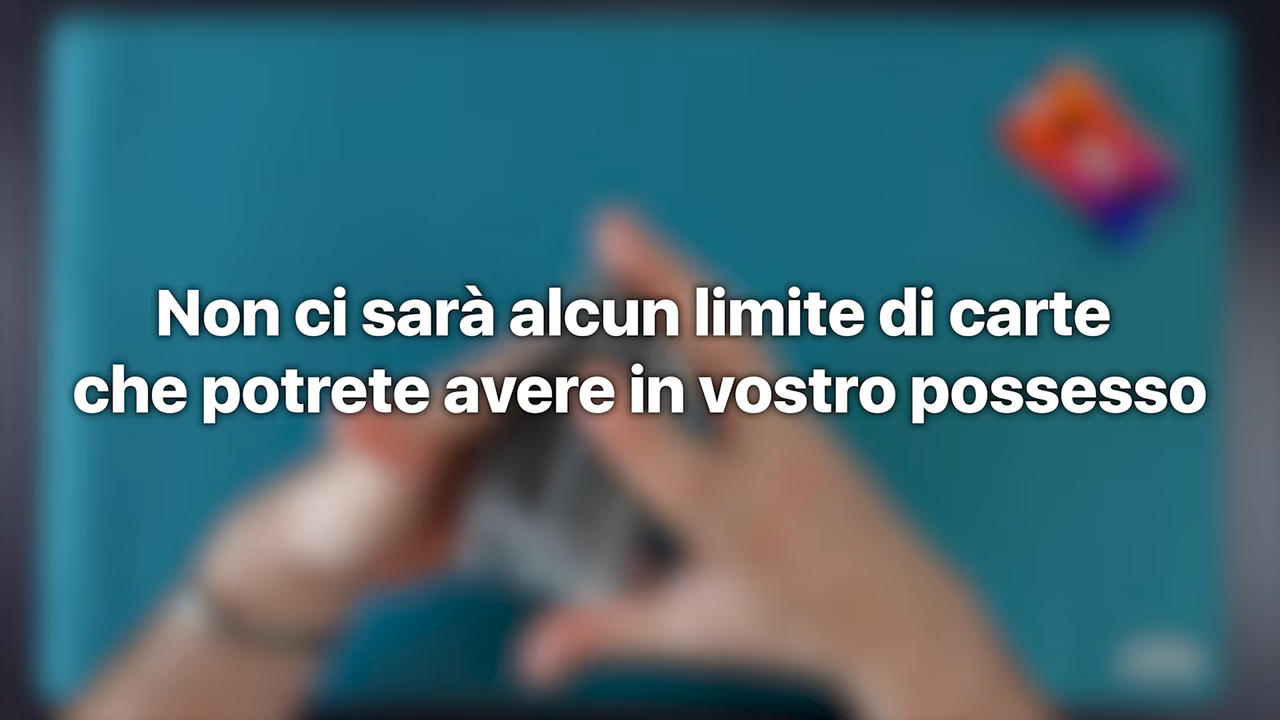 Non ci sarà alcun limite di carte
che potrete avere in vostro possesso